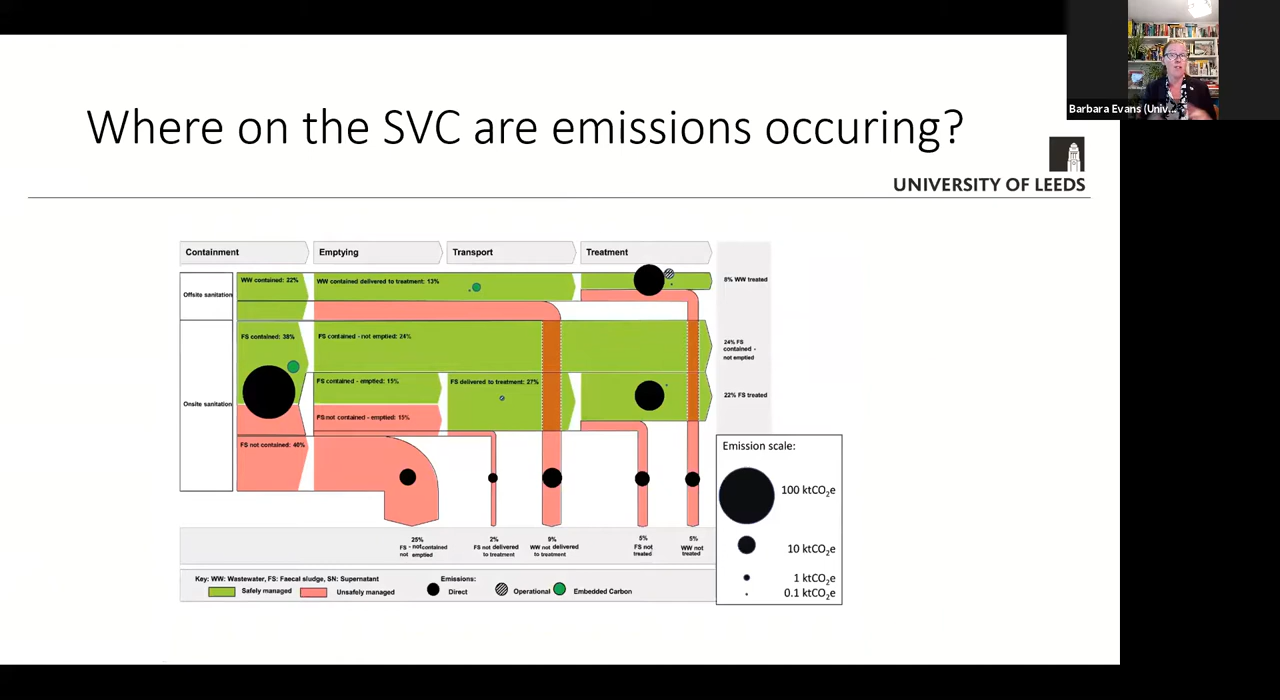 Barbara Evans (Univ...
Where on the SVC are emissions occuring?
UNIVERSITY OF LEEDS
Containment
Emptying
Transport
Treatment
Offsite sanitation
WW contained: 22%
WW contained delivered to treatment: 13%
8% WW treated
Onsite sanitation
FS contained: 38%
FS contained - not emptied: 24%
24% FS
contained -
not emptied
FS contained - emptied: 15%
FS delivered to treatment: 27%
22% FS treated
FS not contained - emptied: 15%
FS not contained: 40%
25%
FS - not contained
not emptied
2%
FS not delivered
to treatment
9%
WW not delivered
to treatment
5%
FS not
treated
5%
WW not
treated
Key: WW: Wastewater, FS: Faecal sludge, SN: Supernatant
Safely managed
Unsafely managed
Emissions:
Direct
Operational
Embedded Carbon
Emission scale:
100 ktCO2e
10 ktCO2e
1 ktCO2e
0.1 ktCO2e